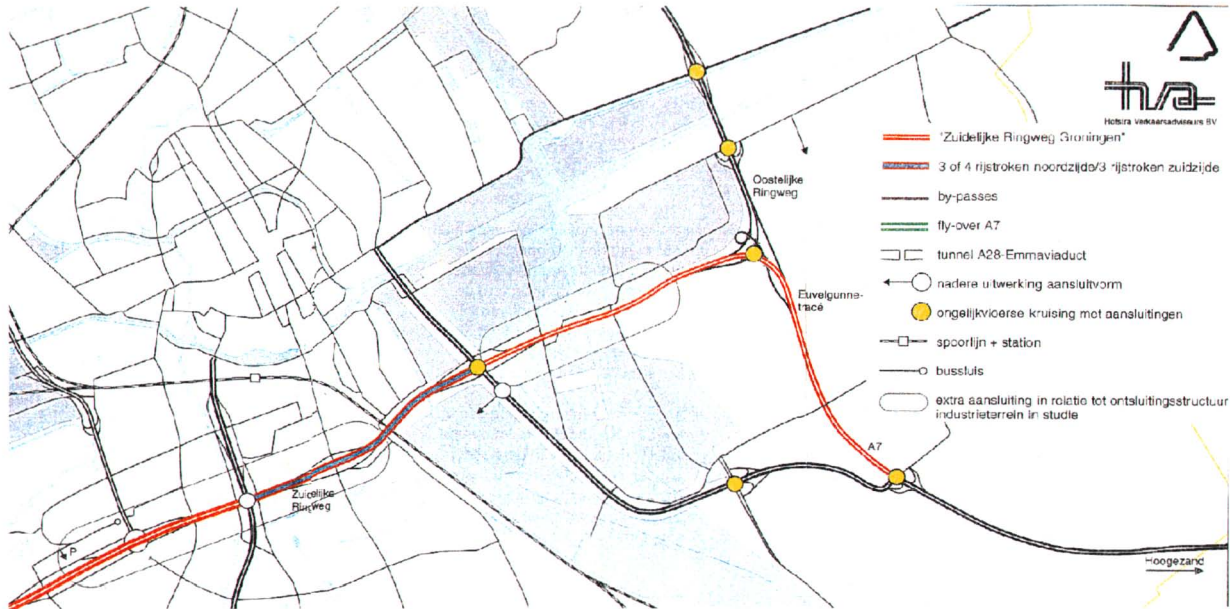 Hofstra Verkeersadviseurs BV
"Zuidelijke Ringweg Groningen"
3 of 4 rijstroken noordzijde/3 rijstroken zuidzijde
by-passes
fly-over A7
tunnel A28-Emmaviaduct
nadere uitwerking aansluitvorm
ongelijkvloerse kruising met aansluitingen
spoorlijn + station
bussluis
extra aansluiting in relatie tot ontsluitingsstructuur
industrieterrein in studie
Oostelijke
Ringweg
Euvelgunne-
tracé
A7
Zuidelijke
Ringweg
P
Hoogezand